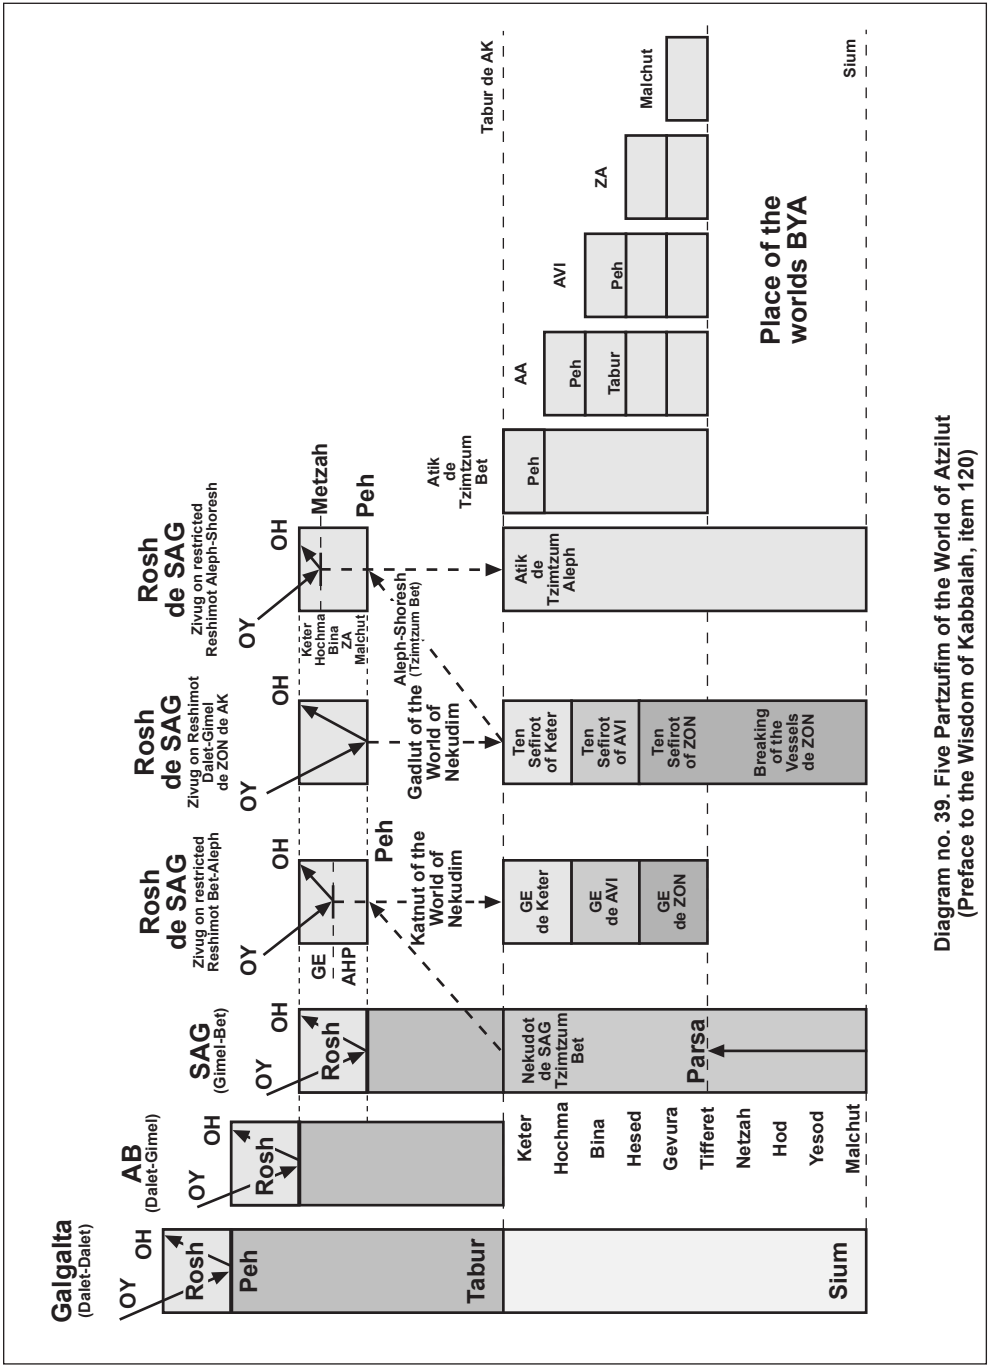 Galgalta
(Dalet-Dalet)
OY
OH
Rosh
Peh
Tabur
Sium
AB
(Dalet-Gimel)
OY
OH
Rosh
SAG
(Gimel-Bet)
OY
OH
Rosh
Nekudot
de SAG
Tzimtzum
Bet
Parsa
Keter
Hochma
Bina
Hesed
Gevura
Tifferet
Netzah
Hod
Yesod
Malchut
Rosh
de SAG
Zivug on restricted
Reshimot Bet-Aleph
OY
OH
GE
AHP
Peh
Katnut of the
World of
Nekudim
GE
de Keter
GE
de AVI
GE
de ZON
Rosh
de SAG
Zivug on Reshimot
Dalet-Gimel
de ZON de AK
OY
OH
Gadlut of the
World of
Nekudim
Ten
Sefirot
of Keter
Ten
Sefirot
of AVI
Ten
Sefirot
of ZON
Breaking
of the
Vessels
de ZON
Rosh
de SAG
Zivug on restricted
Reshimot Aleph-Shoresh
OY
OH
Keter
Hochma
Bina
ZA
Malchut
Metzah
Peh
Aleph-Shoresh
(Tzimtzum Bet)
Atik
de
Tzimtzum
Aleph
Atik
de
Tzimtzum
Bet
Peh
AA
Peh
Tabur
AVI
Peh
ZA
Malchut
Tabur de AK
Sium
Place of the
worlds BYA
Diagram no. 39. Five Partzufim of the World of Atzilut
(Preface to the Wisdom of Kabbalah, item 120)